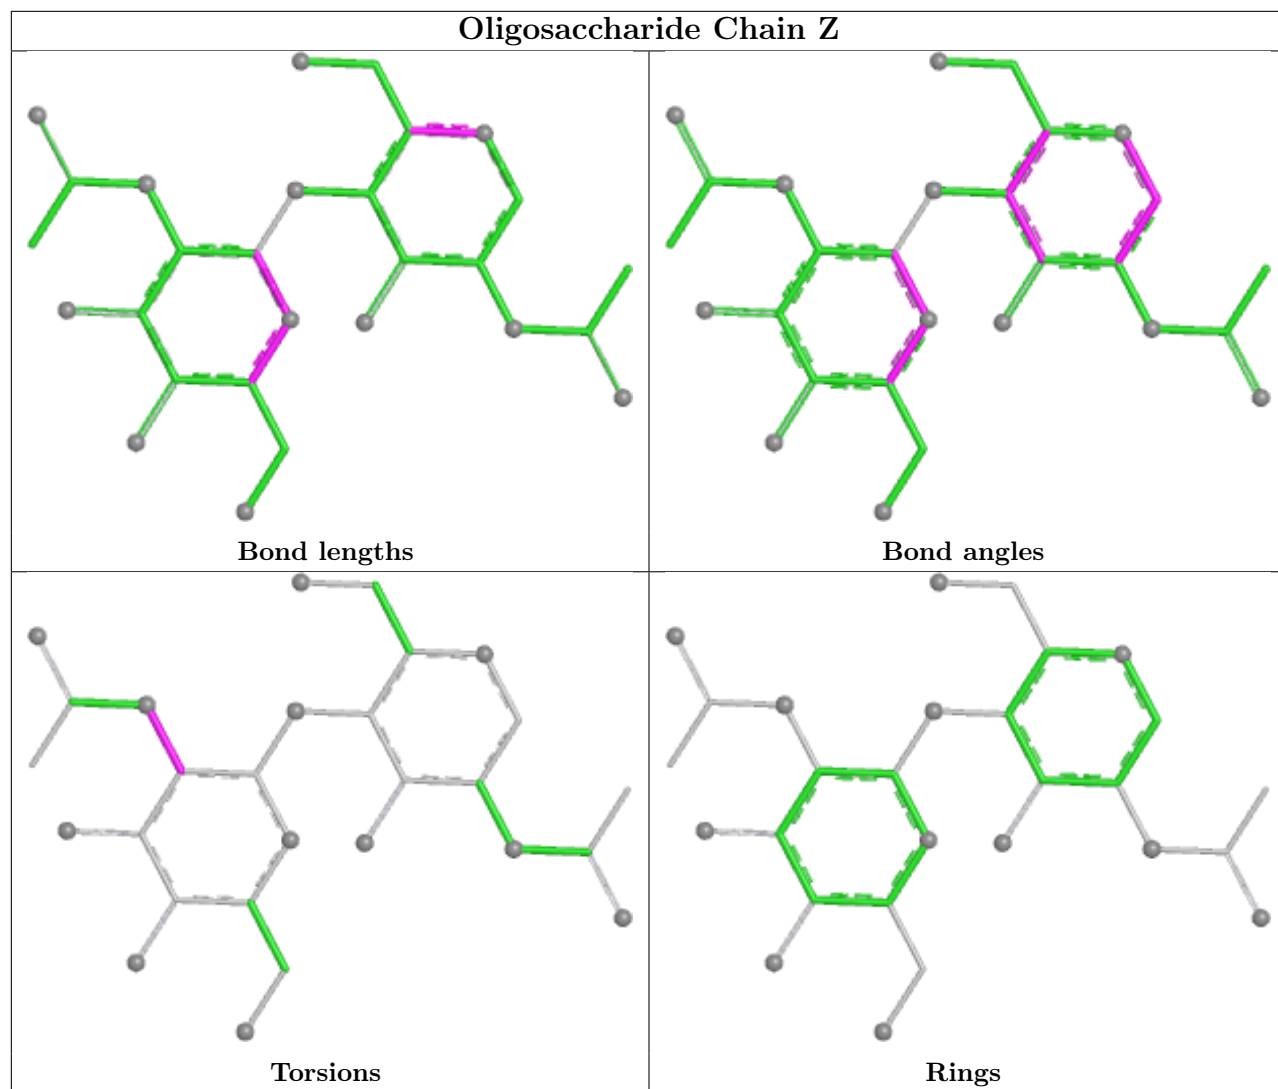 Oligosaccharide Chain Z
Bond lengths
Bond angles
Torsions
Rings